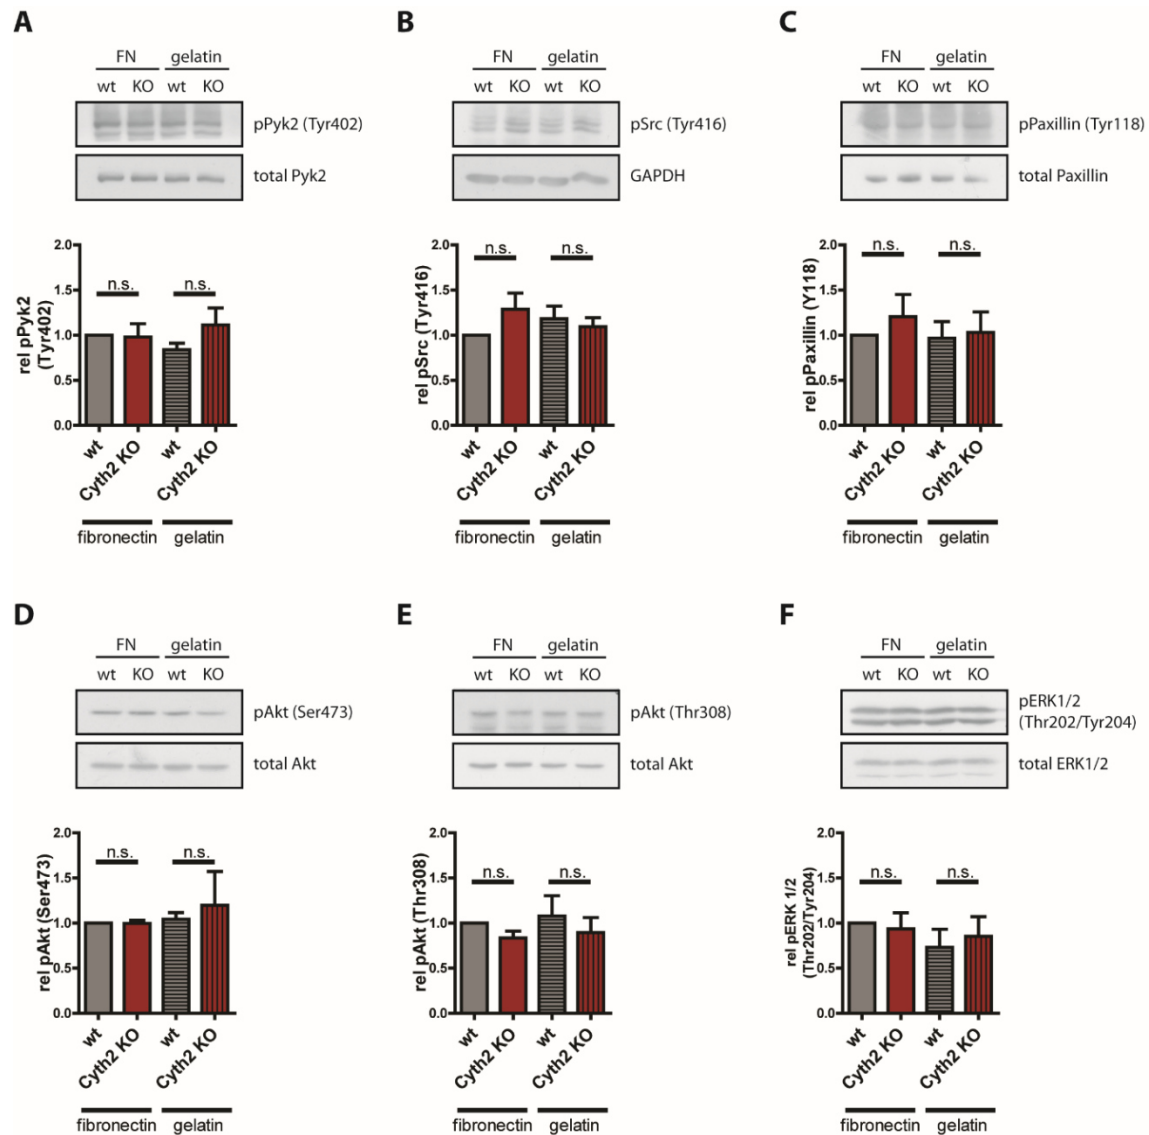 A
FN gelatin
wt KO wt KO
pPyk2 (Tyr402)
total Pyk2
rel pPyk2
(Tyr402)
2.0
1.5
1.0
0.5
0.0
n.s. n.s.
wt Cyth2 KO wt Cyth2 KO
fibronectin gelatin
B
FN gelatin
wt KO wt KO
pSrc (Tyr416)
GAPDH
rel pSrc (Tyr416)
2.0
1.5
1.0
0.5
0.0
n.s. n.s.
wt Cyth2 KO wt Cyth2 KO
fibronectin gelatin
C
FN gelatin
wt KO wt KO
pPaxillin (Tyr118)
total Paxillin
rel pPaxillin (Y118)
2.0
1.5
1.0
0.5
0.0
n.s. n.s.
wt Cyth2 KO wt Cyth2 KO
fibronectin gelatin
D
FN gelatin
wt KO wt KO
pAkt (Ser473)
total Akt
rel pAkt (Ser473)
2.0
1.5
1.0
0.5
0.0
n.s. n.s.
wt Cyth2 KO wt Cyth2 KO
fibronectin gelatin
E
FN gelatin
wt KO wt KO
pAkt (Thr308)
total Akt
rel pAkt (Thr308)
2.0
1.5
1.0
0.5
0.0
n.s. n.s.
wt Cyth2 KO wt Cyth2 KO
fibronectin gelatin
F
FN gelatin
wt KO wt KO
pERK1/2
(Thr202/Tyr204)
total ERK1/2
rel pERK 1/2
(Thr202/Tyr204)
2.0
1.5
1.0
0.5
0.0
n.s. n.s.
wt Cyth2 KO wt Cyth2 KO
fibronectin gelatin